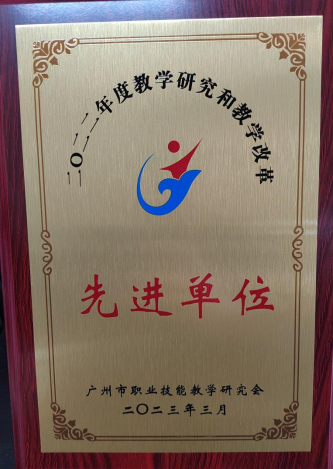 二〇二二年度教学研究和教学改革
先进单位
广州市职业技能教学研究会
二〇二三年三月